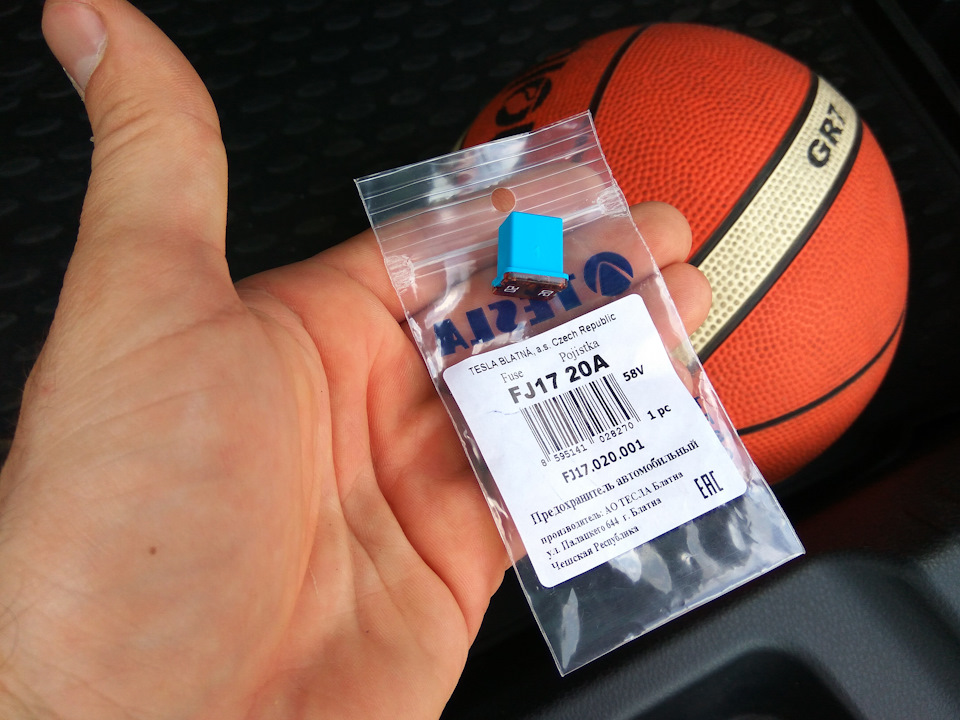 GR7
TESLA
TESLA BLATNÁ, a.s. Czech Republic
Fuse Pojistka
FJ17 20A
58V
1 pc
8 595141 028270
FJ17.020.001
Предохранитель автомобильный
производитель: АО ТЕСЛА Блатна
ул. Палацкого 644 г. Блатна
Чешская Республика
EAC